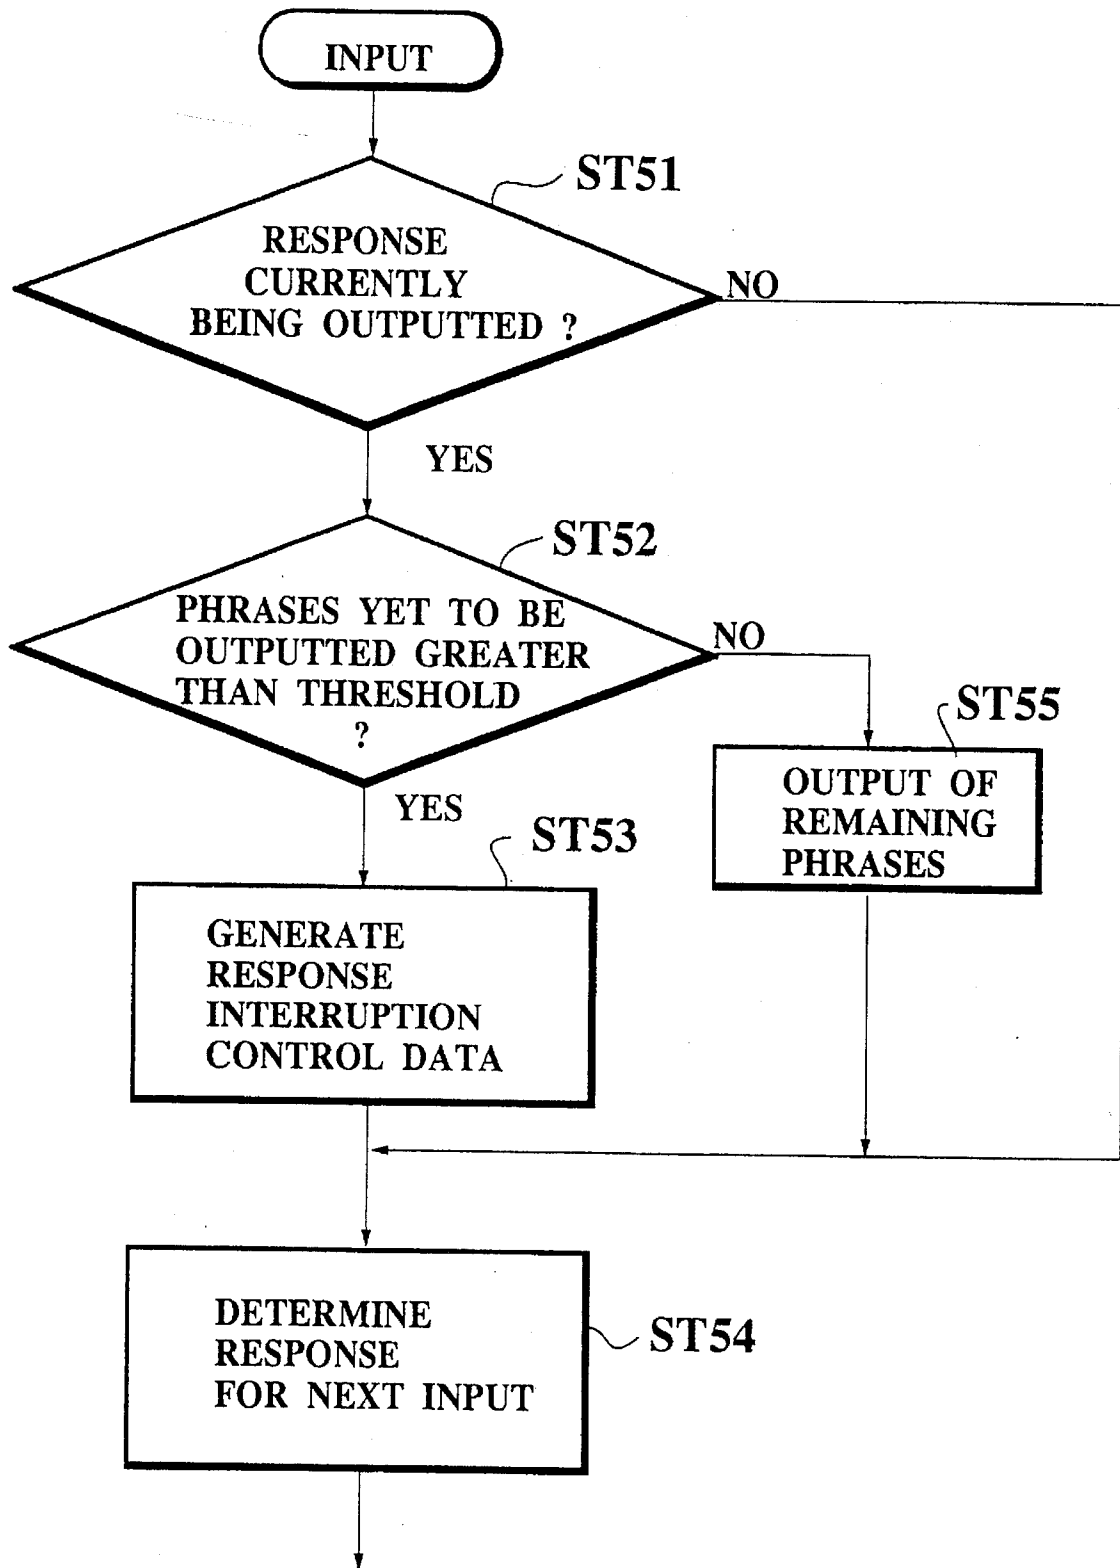 INPUT
ST51
RESPONSE
CURRENTLY
BEING OUTPUTTED ?
NO
YES
ST52
PHRASES YET TO BE
OUTPUTTED GREATER
THAN THRESHOLD
?
NO
ST55
OUTPUT OF
REMAINING
PHRASES
YES
ST53
GENERATE
RESPONSE
INTERRUPTION
CONTROL DATA
DETERMINE
RESPONSE
FOR NEXT INPUT
ST54